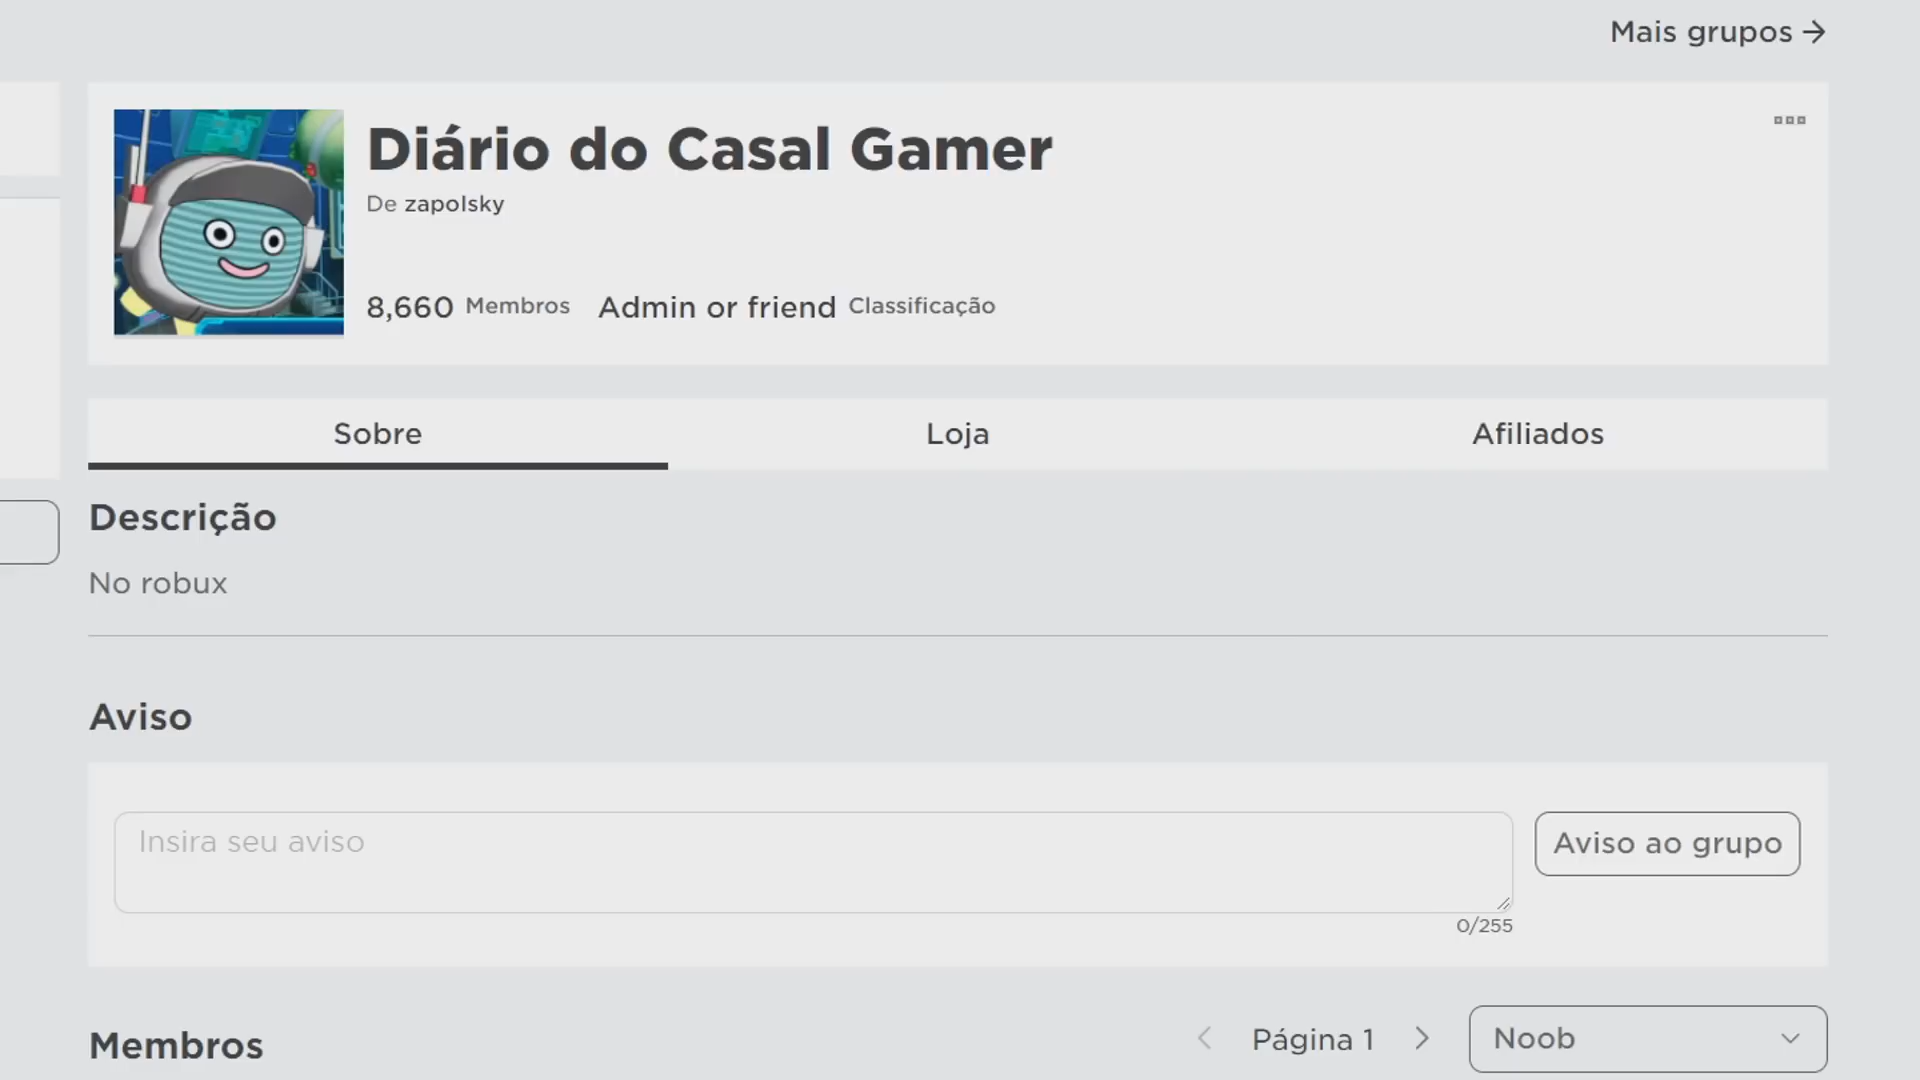 Mais grupos
Diário do Casal Gamer
De zapolsky
8,660 Membros Admin or friend Classificação
Sobre Loja Afiliados
Descrição
No robux
Aviso
Insira seu aviso
Aviso ao grupo
0/255
Membros Página 1 Noob